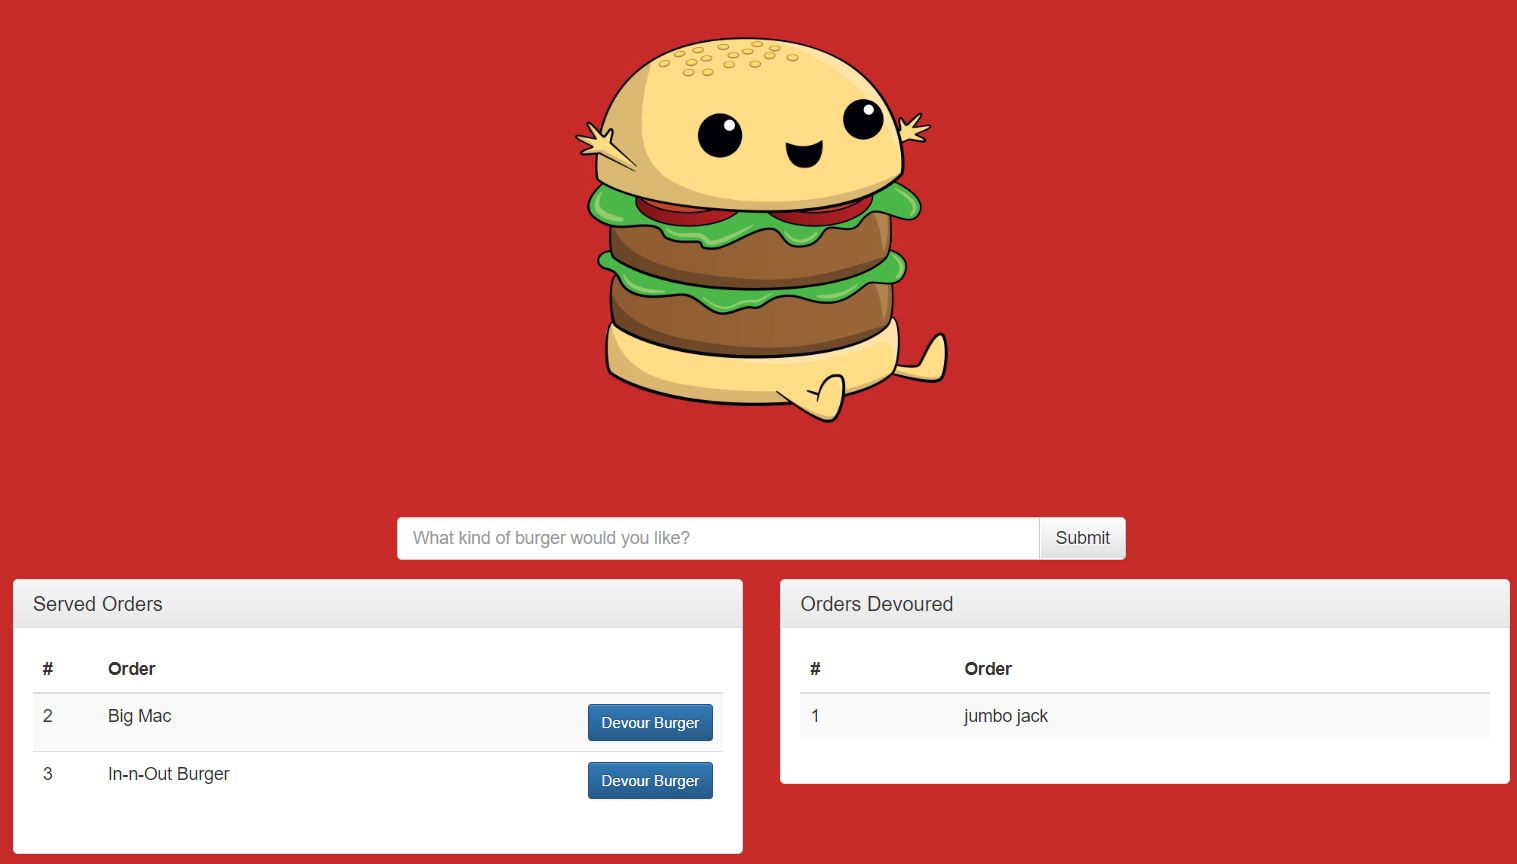 What kind of burger would you like?
Submit
Served Orders
# Order
2 Big Mac Devour Burger
3 In-n-Out Burger Devour Burger
Orders Devoured
# Order
1 jumbo jack